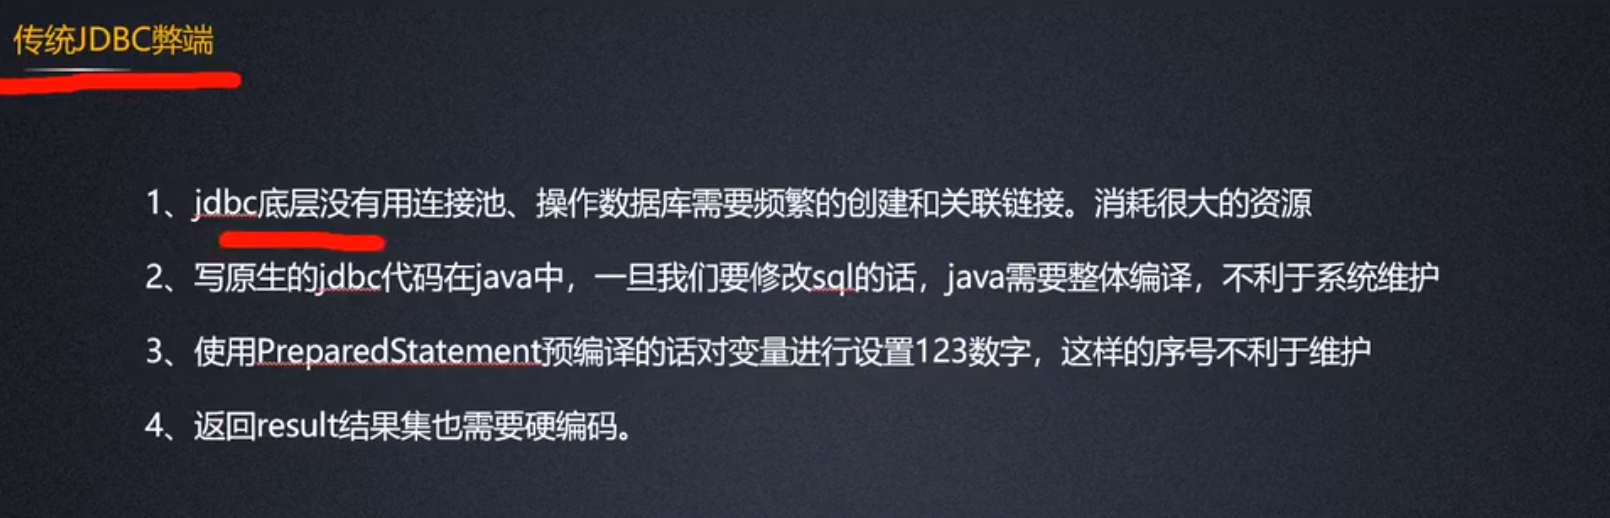 传统JDBC弊端
1、jdbc底层没有用连接池、操作数据库需要频繁的创建和关联链接。消耗很大的资源
2、写原生的jdbc代码在java中，一旦我们要修改sql的话，java需要整体编译，不利于系统维护
3、使用PreparedStatement预编译的话对变量进行设置123数字，这样的序号不利于维护
4、返回result结果集也需要硬编码。